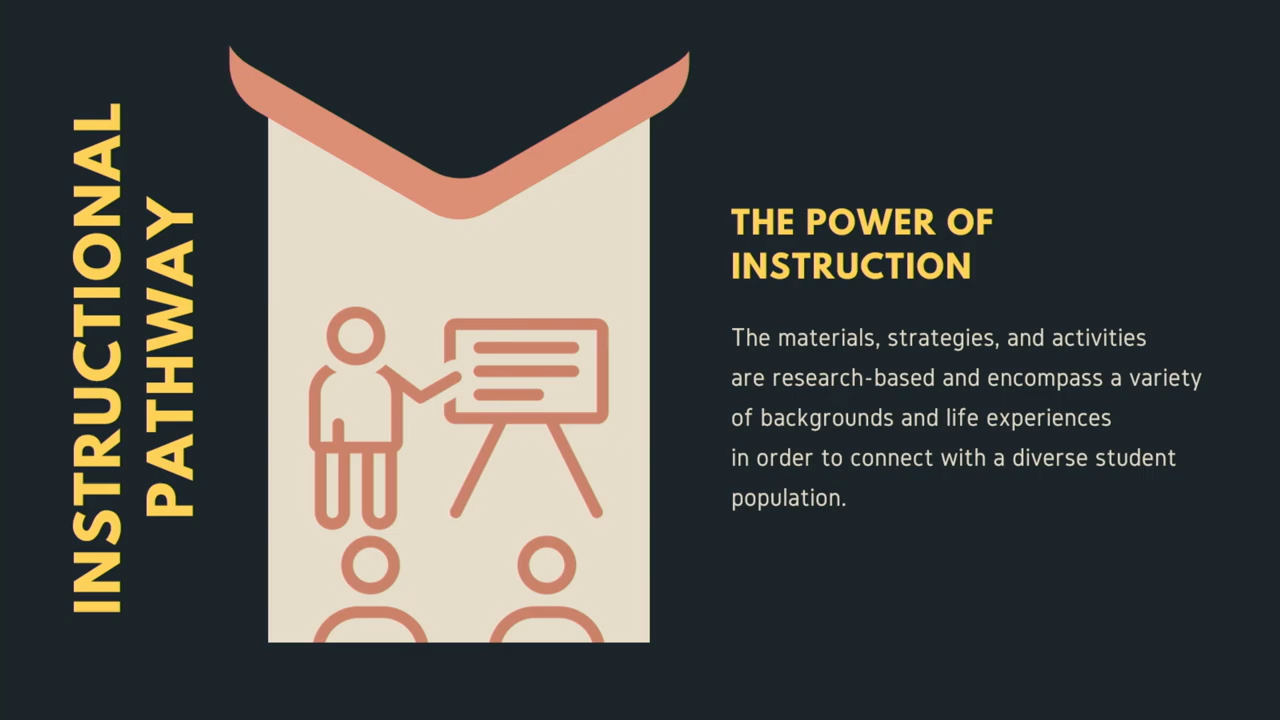 INSTRUCTIONAL
PATHWAY
THE POWER OF
INSTRUCTION
The materials, strategies, and activities
are research-based and encompass a variety
of backgrounds and life experiences
in order to connect with a diverse student
population.